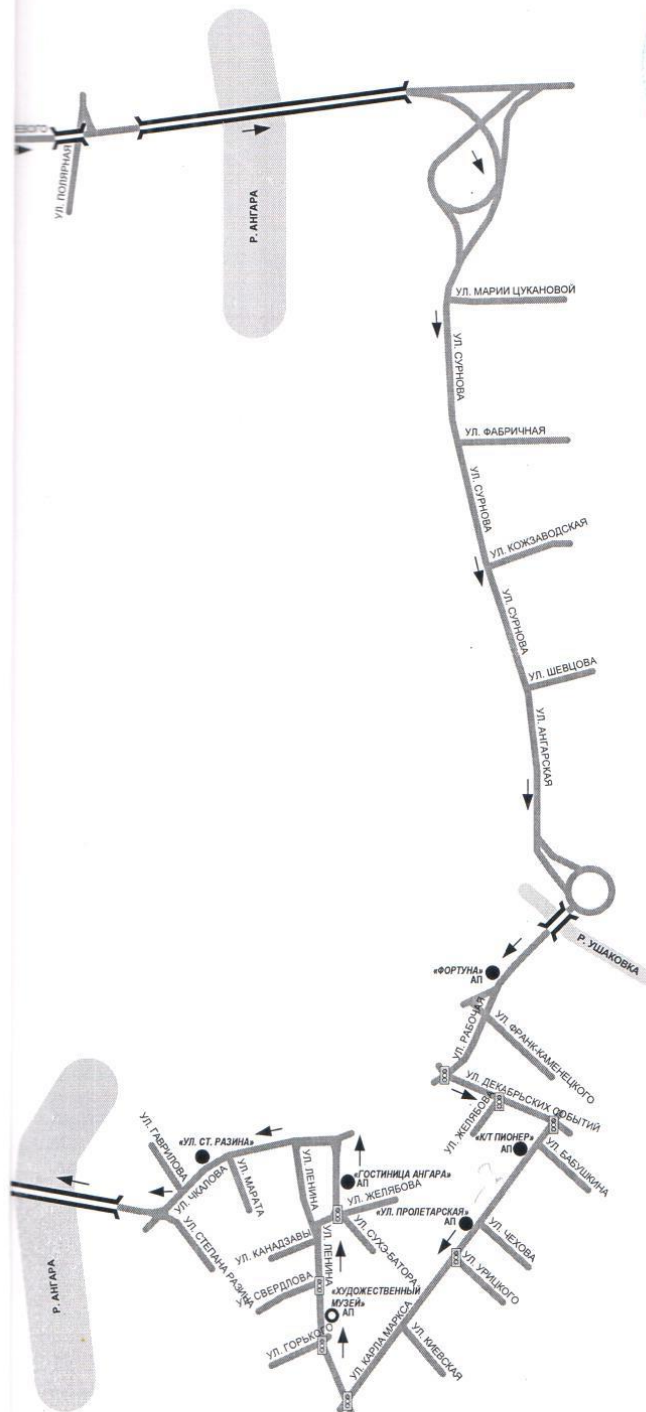 УЛ. ПОЛЯРНАЯ
Р. АНГАРА
УЛ. МАРИИ ЦУКАНОВОЙ
УЛ. СУРНОВА
УЛ. ФАБРИЧНАЯ
УЛ. СУРНОВА
УЛ. КОЖЗАВОДСКАЯ
УЛ. СУРНОВА
УЛ. ШЕВЦОВА
УЛ. АНГАРСКАЯ
Р. УШАКОВКА
«ФОРТУНА»
АП
УЛ. РАБОЧАЯ
УЛ. ФРАНК-КАМЕНЕЦКОГО
УЛ. ДЕКАБРЬСКИХ СОБЫТИЙ
УЛ. ЖЕЛЯБОВА
«К/Т ПИОНЕР»
АП
УЛ. БАБУШКИНА
УЛ. ГАВРИЛОВА
«УЛ. СТ. РАЗИНА»
АП
УЛ. ЧКАЛОВА
УЛ. МАРАТА
УЛ. ЛЕНИНА
«ГОСТИНИЦА АНГАРА»
АП
УЛ. ЖЕЛЯБОВА
«УЛ. ПРОЛЕТАРСКАЯ»
АП
УЛ. ЧЕХОВА
УЛ. СТЕПАНА РАЗИНА
УЛ. КАНАДЗАВЫ
УЛ. ЛЕНИНА
УЛ. СУХЭ-БАТОРА
УЛ. УРИЦКОГО
Р. АНГАРА
УЛ. СВЕРДЛОВА
«ХУДОЖЕСТВЕННЫЙ
МУЗЕЙ»
АП
УЛ. ГОРЬКОГО
УЛ. КАРЛА МАРКСА
УЛ. КИЕВСКАЯ